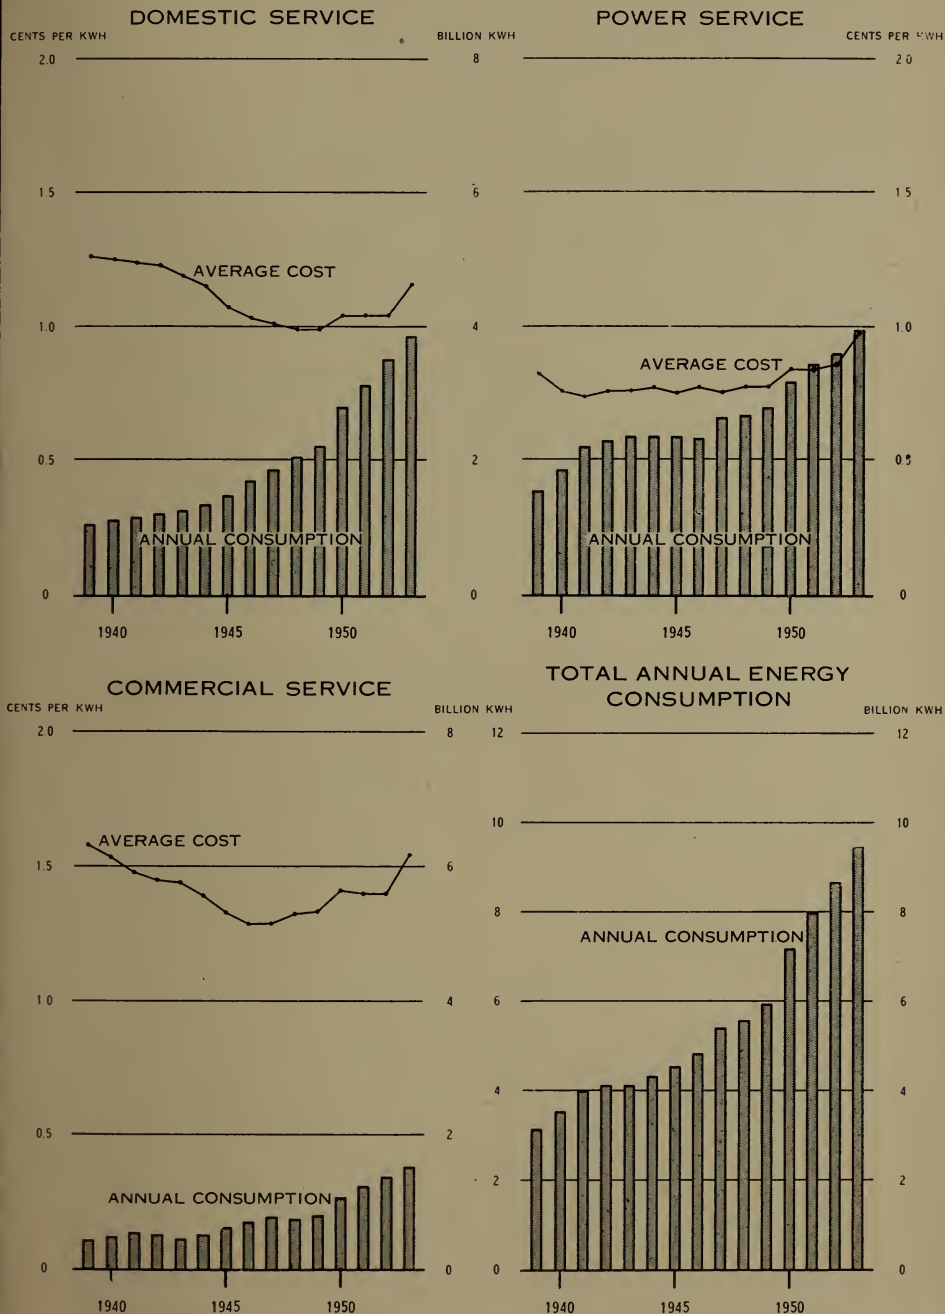 DOMESTIC SERVICE
CENTS PER KWH
BILLION KWH
2.0
8
1.5
6
AVERAGE COST
1.0
4
0.5
2
ANNUAL CONSUMPTION
0
0
1940 1945 1950
POWER SERVICE
CENTS PER KWH
2 0
1 5
AVERAGE COST
1.0
0.5
ANNUAL CONSUMPTION
0
1940 1945 1950
COMMERCIAL SERVICE
CENTS PER KWH
BILLION KWH
2.0
8
AVERAGE COST
1.5
6
1 0
4
0.5
2
ANNUAL CONSUMPTION
0
0
1940 1945 1950
TOTAL ANNUAL ENERGY
CONSUMPTION
BILLION KWH
12
12
10
10
8
8
ANNUAL CONSUMPTION
6
6
4
4
2
2
0
0
1940 1945 1950